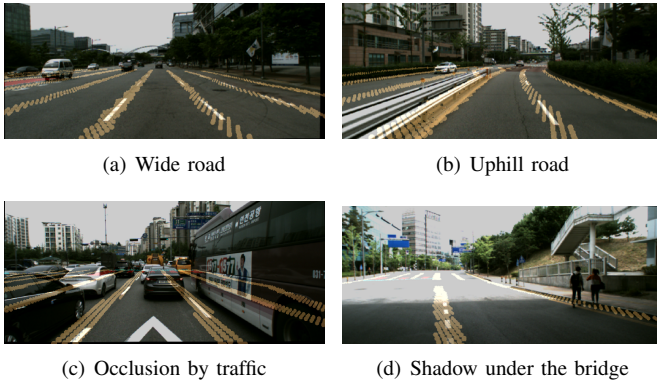 (a) Wide road
(b) Uphill road
(c) Occlusion by traffic
(d) Shadow under the bridge